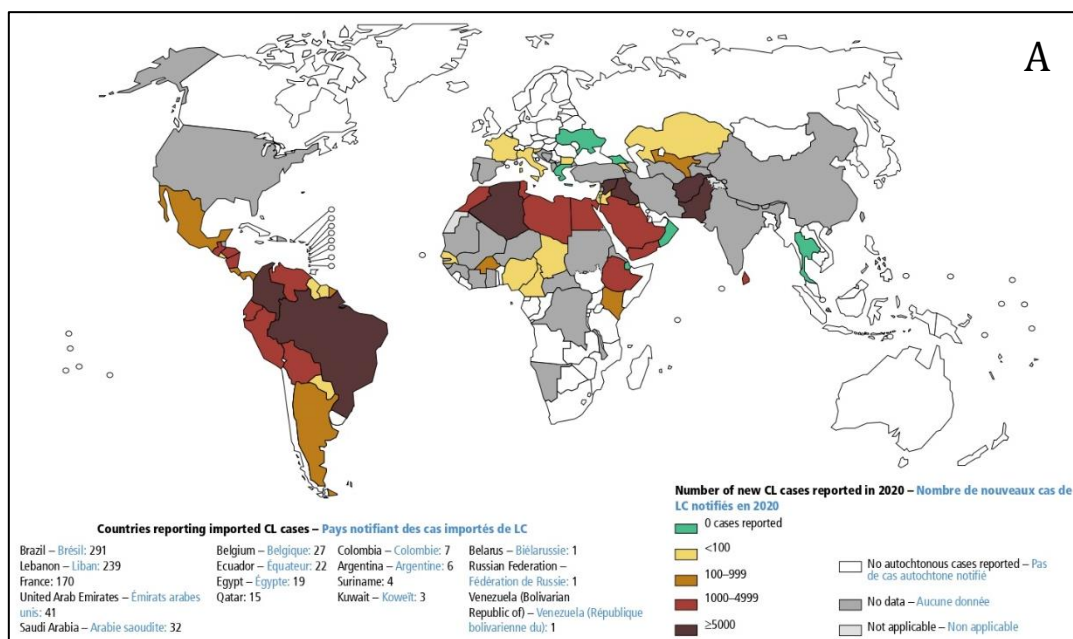 A
Countries reporting imported CL cases – Pays notifiant des cas importés de LC
Brazil – Brésil: 291
Lebanon – Liban: 239
France: 170
United Arab Emirates – Émirats arabes
unis: 41
Saudi Arabia – Arabie saoudite: 32
Belgium – Belgique: 27
Ecuador – Équateur: 22
Egypt – Égypte: 19
Qatar: 15
Colombia – Colombie: 7
Argentina – Argentine: 6
Suriname: 4
Kuwait – Koweït: 3
Belarus – Biélarussie: 1
Russian Federation –
Fédération de Russie: 1
Venezuela (Bolivarian
Republic of) – Venezuela (République
bolivarienne du): 1
Number of new CL cases reported in 2020 – Nombre de nouveaux cas de
LC notifiés en 2020
0 cases reported
<100
100–999
1000–4999
≥5000
No autochtonous cases reported – Pas
de cas autochtone notifié
No data – Aucune donnée
Not applicable – Non applicable